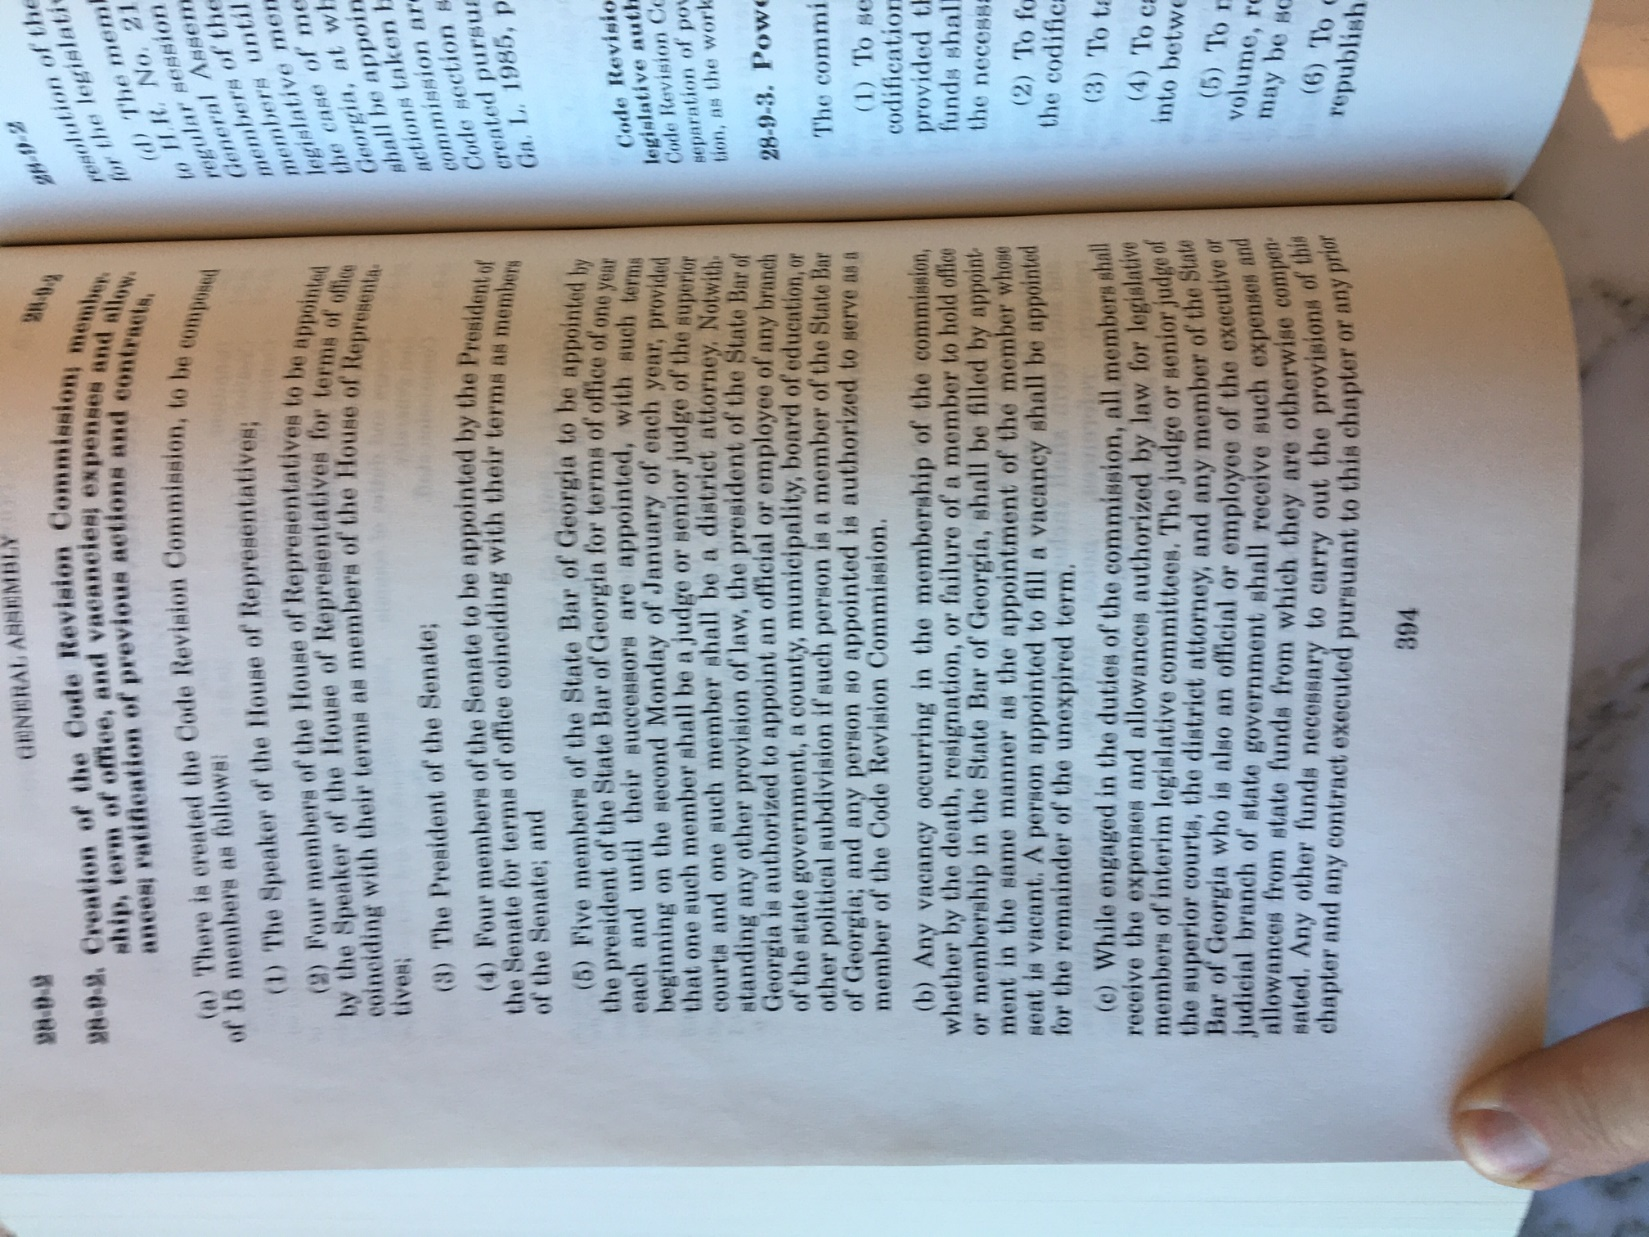 28-9-2 GENERAL ASSEMBLY 28-9-2
28-9-2. Creation of the Code Revision Commission; member-
ship, term of office, and vacancies; expenses and allow-
ances; ratification of previous actions and contracts.
(a) There is created the Code Revision Commission, to be composed
of 15 members as follows:
(1) The Speaker of the House of Representatives;
(2) Four members of the House of Representatives to be appointed
by the Speaker of the House of Representatives for terms of office
coinciding with their terms as members of the House of Representa-
tives;
(3) The President of the Senate;
(4) Four members of the Senate to be appointed by the President of
the Senate for terms of office coinciding with their terms as members
of the Senate; and
(5) Five members of the State Bar of Georgia to be appointed by
the president of the State Bar of Georgia for terms of office of one year
each and until their successors are appointed, with such terms
beginning on the second Monday of January of each year, provided
that one such member shall be a judge or senior judge of the superior
courts and one such member shall be a district attorney. Notwith-
standing any other provision of law, the president of the State Bar of
Georgia is authorized to appoint an official or employee of any branch
of the state government, a county, municipality, board of education, or
other political subdivision if such person is a member of the State Bar
of Georgia; and any person so appointed is authorized to serve as a
member of the Code Revision Commission.
(b) Any vacancy occurring in the membership of the commission,
whether by the death, resignation, or failure of a member to hold office
or membership in the State Bar of Georgia, shall be filled by appoint-
ment in the same manner as the appointment of the member whose
seat is vacant. A person appointed to fill a vacancy shall be appointed
for the remainder of the unexpired term.
(c) While engaged in the duties of the commission, all members shall
receive the expenses and allowances authorized by law for legislative
members of interim legislative committees. The judge or senior judge of
the superior courts, the district attorney, and any member of the State
Bar of Georgia who is also an official or employee of the executive or
judicial branch of state government shall receive such expenses and
allowances from state funds from which they are otherwise compen-
sated. Any other funds necessary to carry out the provisions of this
chapter and any contract executed pursuant to this chapter or any prior
394
28-9-2
resolution of the
for the legislativ
for the mem
(d) The mem
to H.R. No. 21
regular session
General Assem
members of the
members until
legislative men
the case of me
Georgia, at wh
shall be appoin
actions taken b
commission are
Code section s
created pursua
Ga. L. 1985, p
Code Revisio
legislative auth
Code Revision Co
separation of pov
tion, as the work
28-9-3. Powe
The commi
(1) To se
codification
provided th
funds shall
the necessa
(2) To fo
the codifica
(3) To ta
(4) To ca
into betwe
(5) To r
volume, re
may be so
(6) To c
republish